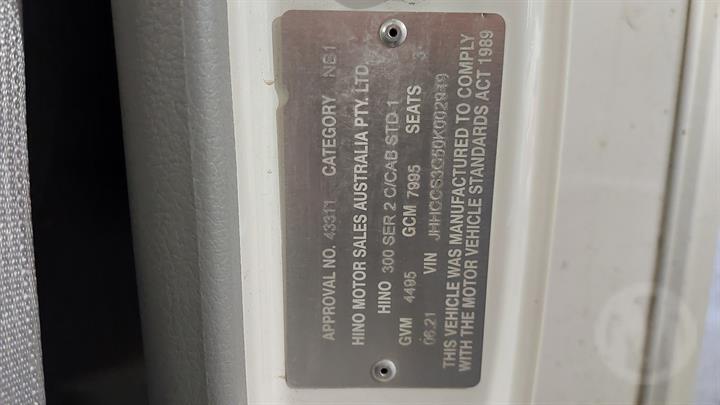 APPROVAL NO. 43311 CATEGORY NB1
HINO MOTOR SALES AUSTRALIA PTY. LTD
HINO 300 SER 2 C/CAB STD 1
GVM 4495 GCM 7995 SEATS 3
06.21 VIN
THIS VEHICLE WAS MANUFACTURED TO COMPLY
WITH THE MOTOR VEHICLE STANDARDS ACT 1989